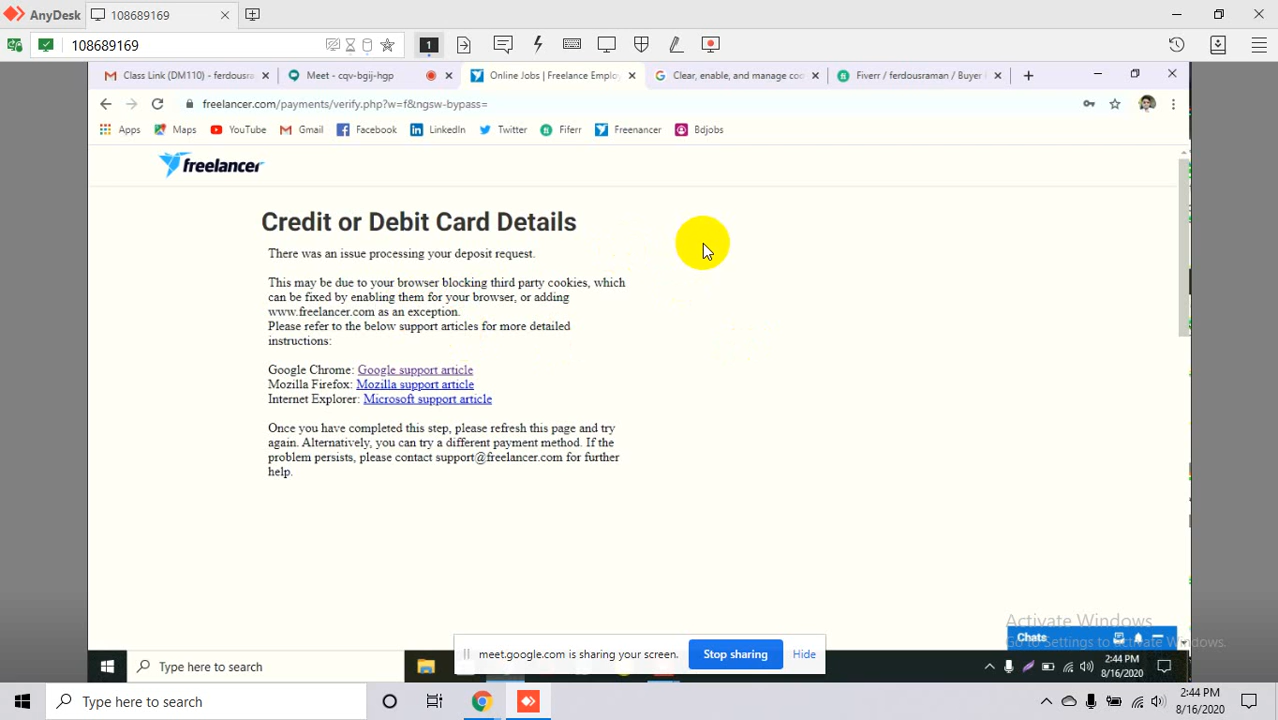 AnyDesk
108689169
108689169
1
Class Link (DM110) - ferdousra
Meet - cqv-bgij-hgp
Online Jobs | Freelance Emplo
Clear, enable, and manage coo
Fiverr / ferdousraman / Buyer
freelancer.com/payments/verify.php?w=f&ngsw-bypass=
Apps
Maps
YouTube
Gmail
Facebook
LinkedIn
Twitter
Fiferr
Freenancer
Bdjobs
freelancer
Credit or Debit Card Details
There was an issue processing your deposit request.
This may be due to your browser blocking third party cookies, which
can be fixed by enabling them for your browser, or adding
www.freelancer.com as an exception.
Please refer to the below support articles for more detailed
instructions:
Google Chrome: Google support article
Mozilla Firefox: Mozilla support article
Internet Explorer: Microsoft support article
Once you have completed this step, please refresh this page and try
again. Alternatively, you can try a different payment method. If the
problem persists, please contact support@freelancer.com for further
help.
Activate Windows
Go to Settings to Activate Windows.
Chats
meet.google.com is sharing your screen.
Stop sharing
Hide
Type here to search
2:44 PM
8/16/2020
Type here to search
2:44 PM
8/16/2020